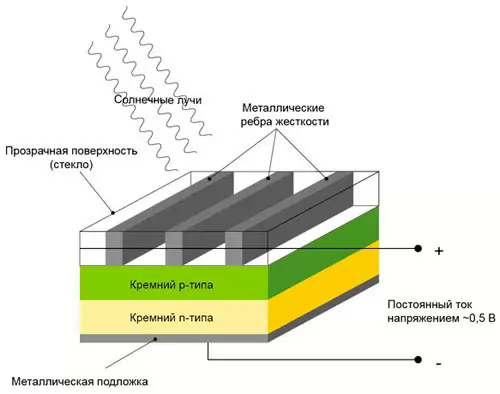 Солнечные лучи
Металлические
ребра жесткости
Прозрачная поверхность
(стекло)
+
Кремний p-типа
Кремний n-типа
Постоянный ток
напряжением ~0,5 В
-
Металлическая подложка